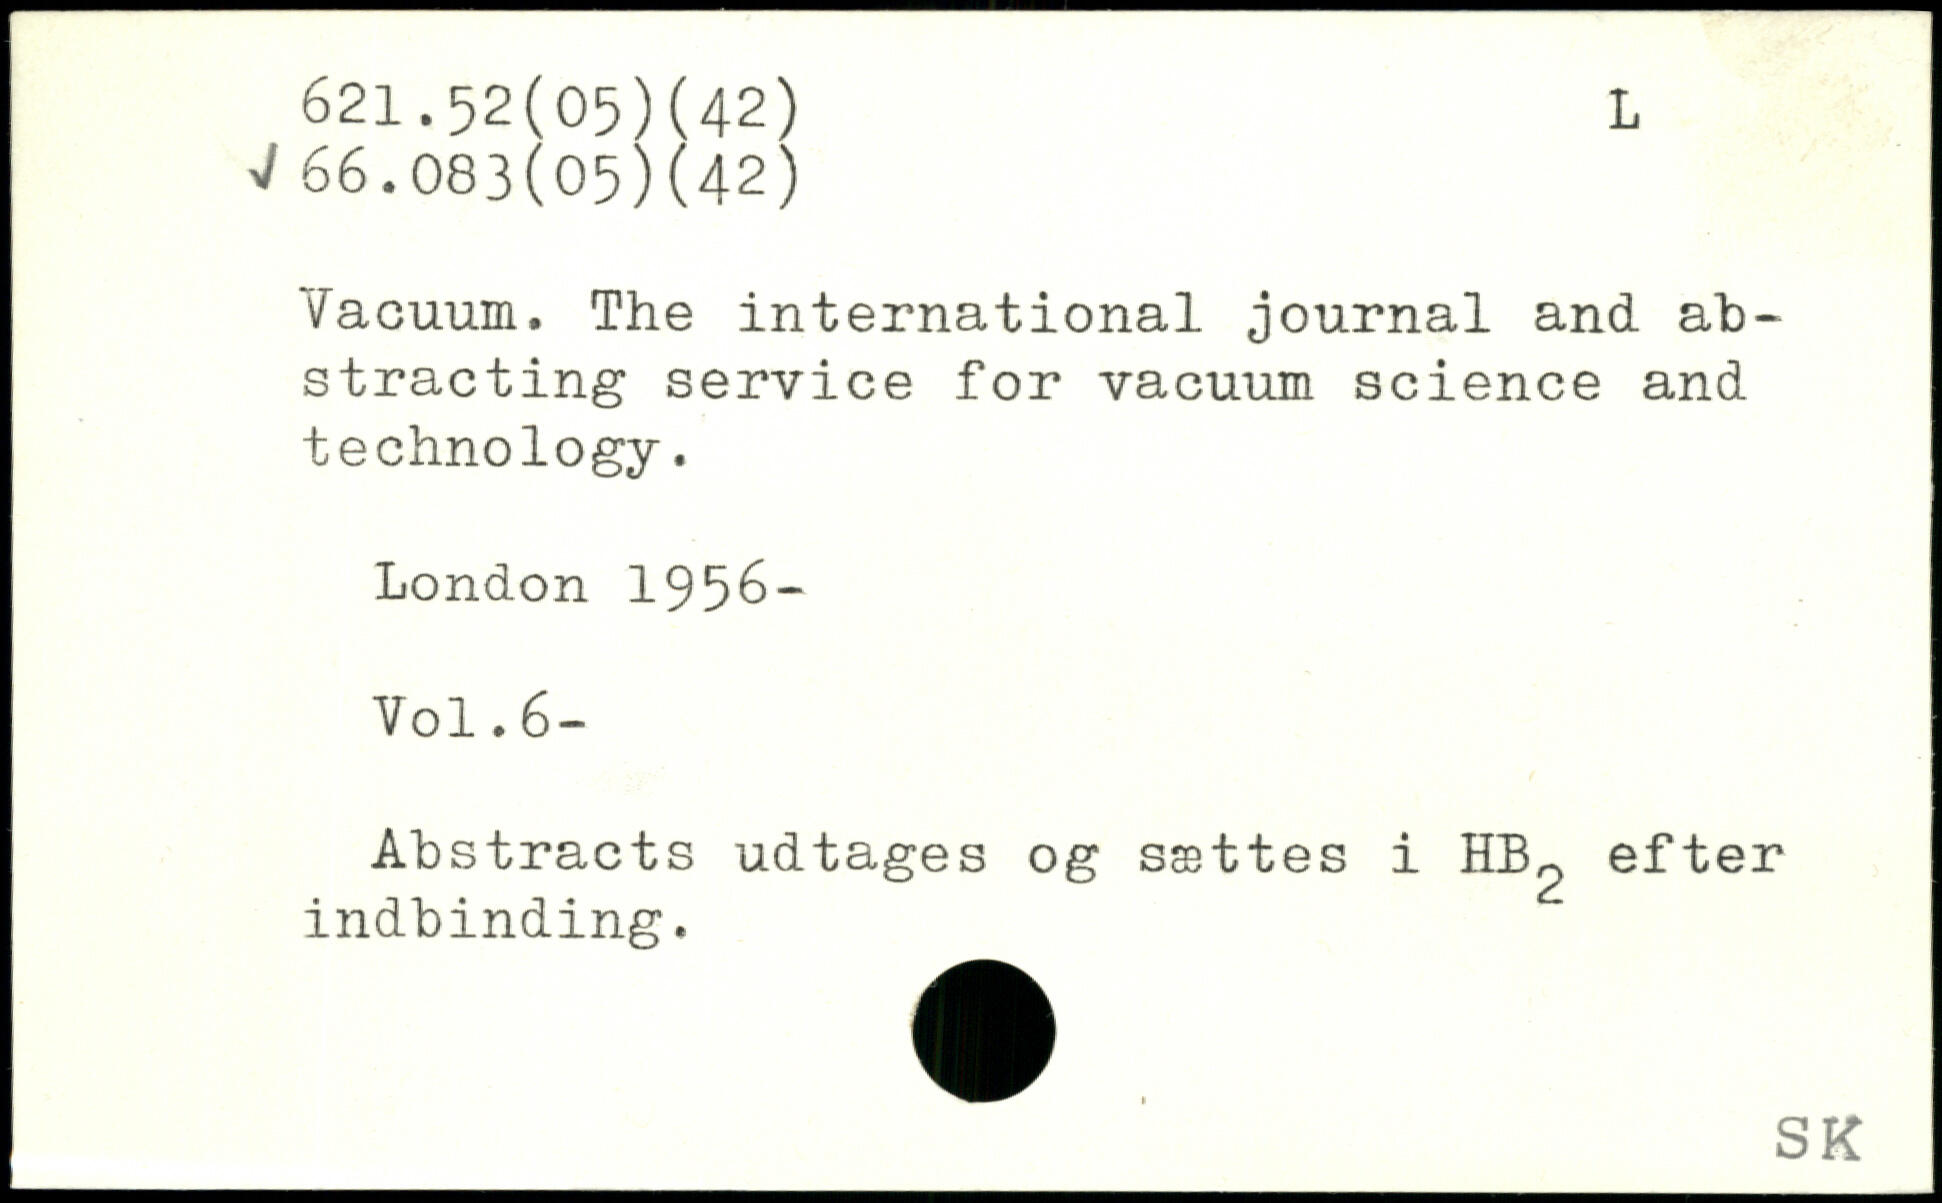 621.52(05)(42) L
✓ 66.083(05)(42)
Vacuum. The international journal and ab-
stracting service for vacuum science and
technology.
London 1956-
Vol.6-
Abstracts udtages og sættes i HB₂ efter
indbinding.
SK